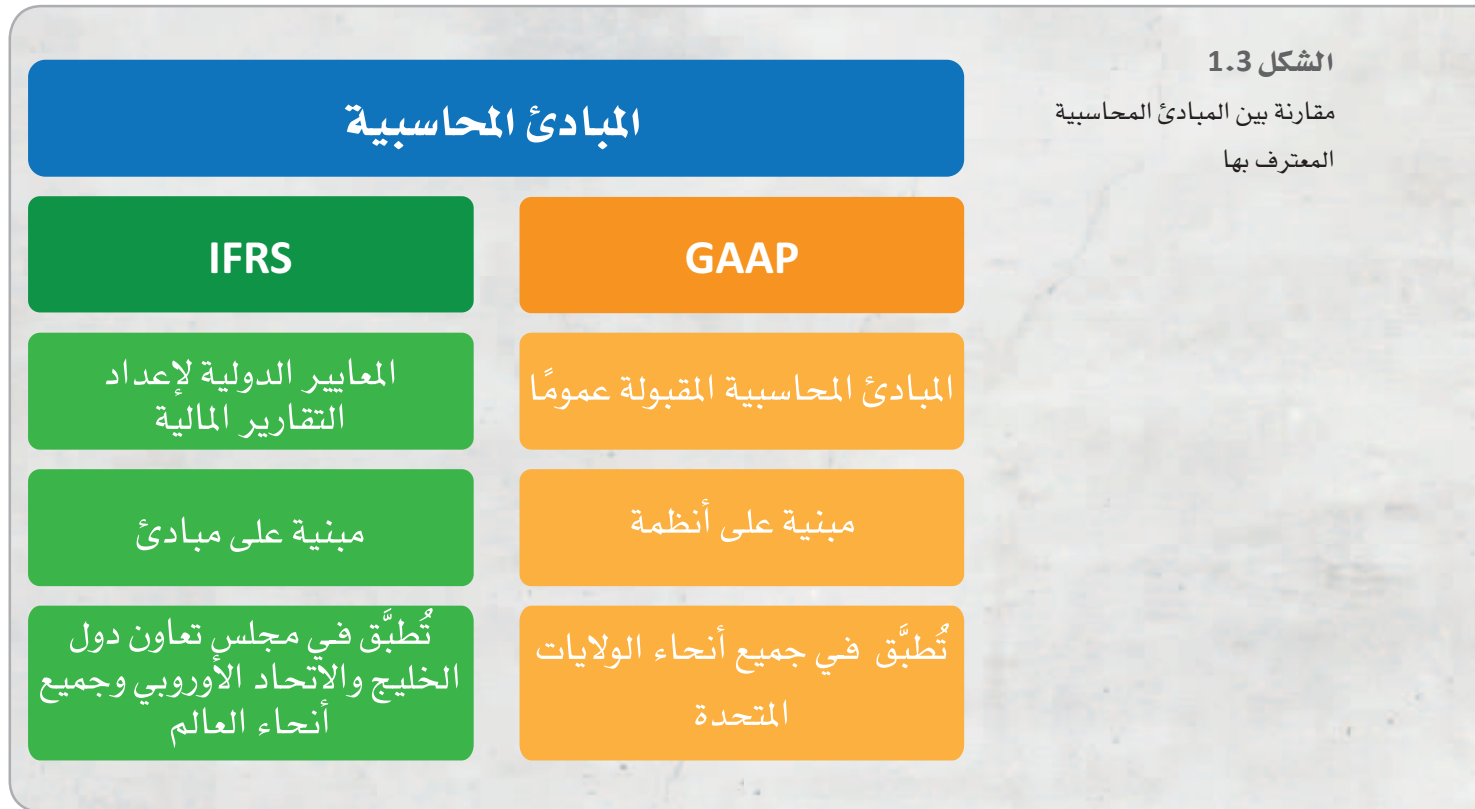 الشكل 1.3
مقارنة بين المبادئ المحاسبية
المعترف بها
المبادئ المحاسبية
GAAP
المبادئ المحاسبية المقبولة عمومًا
مبنية على أنظمة
تُطبَّق في جميع أنحاء الولايات
المتحدة
IFRS
المعايير الدولية لإعداد
التقارير المالية
مبنية على مبادئ
تُطبَّق في مجلس تعاون دول
الخليج والاتحاد الأوروبي وجميع
أنحاء العالم